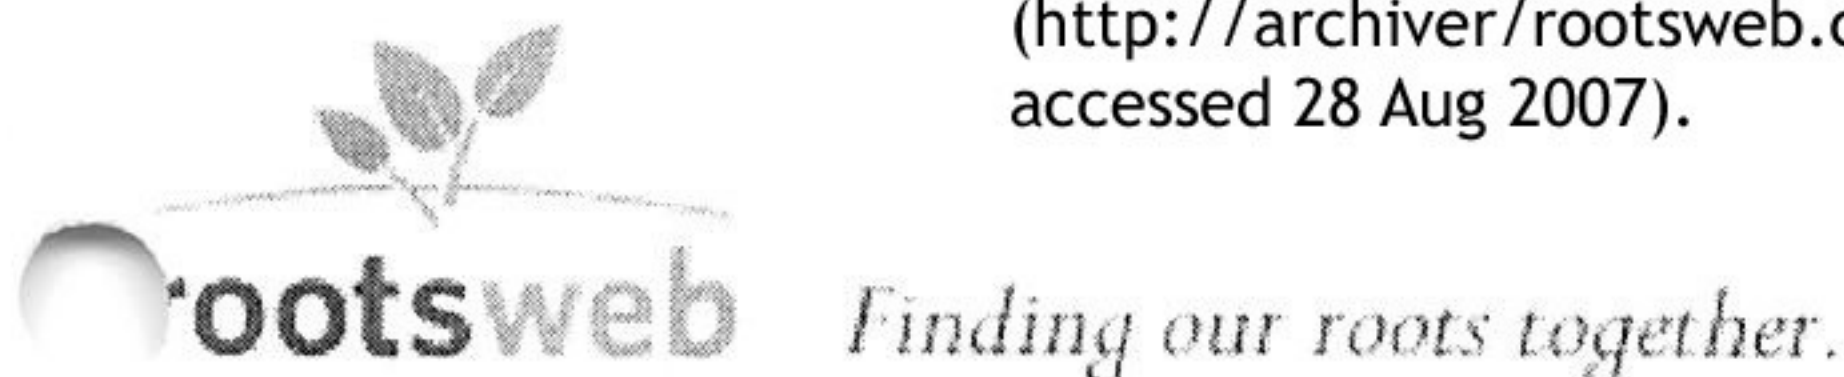 (http://archiver/rootsweb.
accessed 28 Aug 2007).
rootsweb
Finding our roots together.